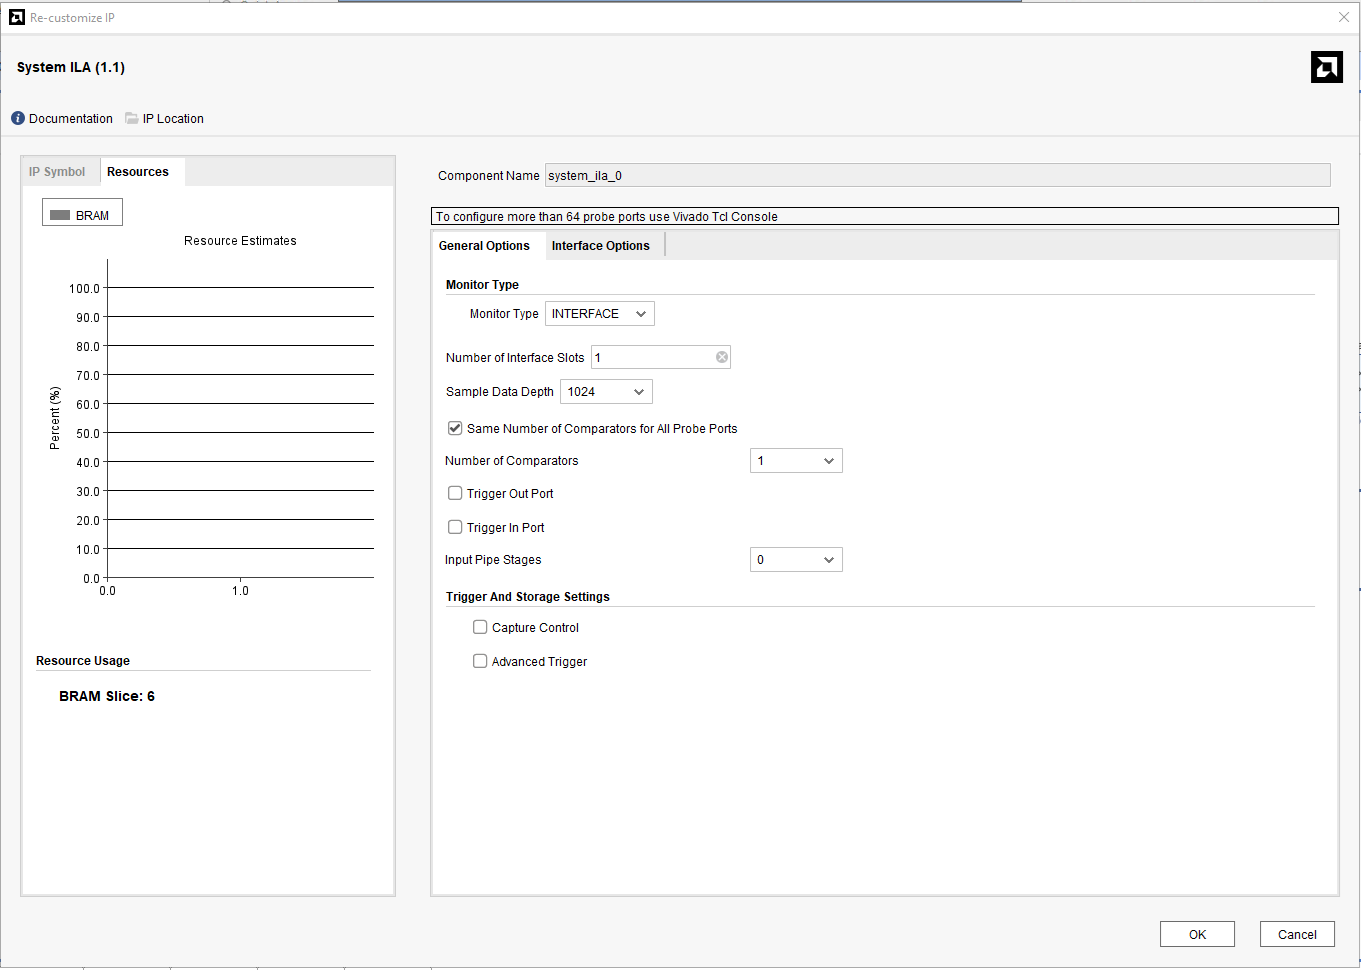 Re-customize IP
System ILA (1.1)
Documentation
IP Location
IP Symbol
Resources
BRAM
Resource Estimates
Percent (%)
100.0
90.0
80.0
70.0
60.0
50.0
40.0
30.0
20.0
10.0
0.0
0.0
1.0
Resource Usage
BRAM Slice: 6
Component Name
system_ila_0
To configure more than 64 probe ports use Vivado Tcl Console
General Options
Interface Options
Monitor Type
Monitor Type
INTERFACE
Number of Interface Slots
1
Sample Data Depth
1024
Same Number of Comparators for All Probe Ports
Number of Comparators
1
Trigger Out Port
Trigger In Port
Input Pipe Stages
0
Trigger And Storage Settings
Capture Control
Advanced Trigger
OK
Cancel